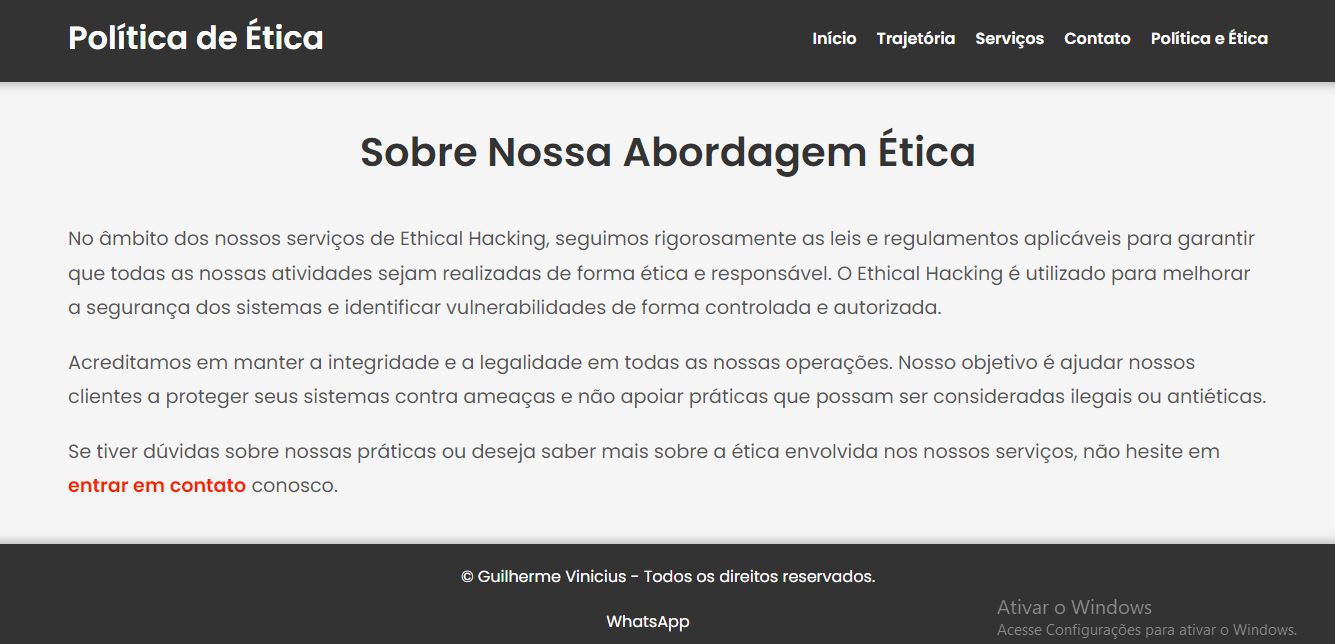 Política de Ética
Início Trajetória Serviços Contato Política e Ética
Sobre Nossa Abordagem Ética
No âmbito dos nossos serviços de Ethical Hacking, seguimos rigorosamente as leis e regulamentos aplicáveis para garantir
que todas as nossas atividades sejam realizadas de forma ética e responsável. O Ethical Hacking é utilizado para melhorar
a segurança dos sistemas e identificar vulnerabilidades de forma controlada e autorizada.
Acreditamos em manter a integridade e a legalidade em todas as nossas operações. Nosso objetivo é ajudar nossos
clientes a proteger seus sistemas contra ameaças e não apoiar práticas que possam ser consideradas ilegais ou antiéticas.
Se tiver dúvidas sobre nossas práticas ou deseja saber mais sobre a ética envolvida nos nossos serviços, não hesite em
entrar em contato conosco.
© Guilherme Vinicius - Todos os direitos reservados.
WhatsApp
Ativar o Windows
Acesse Configurações para ativar o Windows.